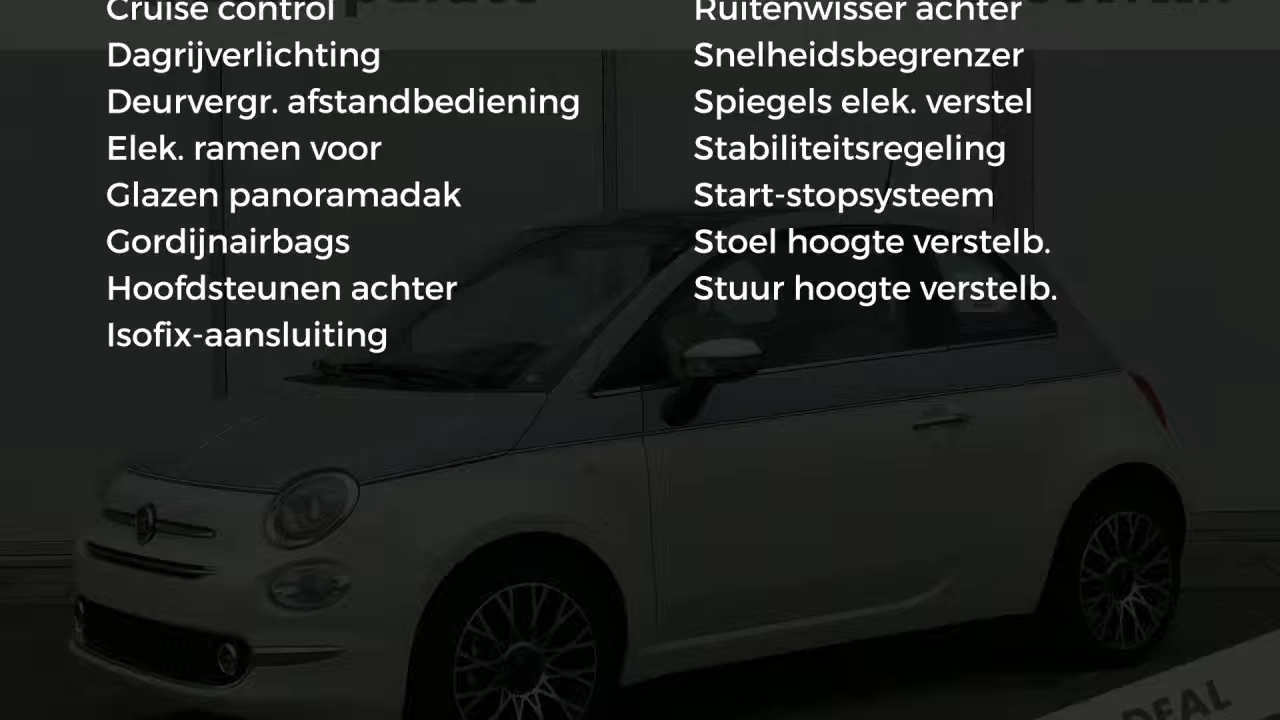 Cruise control
Dagrijverlichting
Deurvergr. afstandbediening
Elek. ramen voor
Glazen panoramadak
Gordijnairbags
Hoofdsteunen achter
Isofix-aansluiting
Ruitenwisser achter
Snelheidsbegrenzer
Spiegels elek. verstel
Stabiliteitsregeling
Start-stopsysteem
Stoel hoogte verstelb.
Stuur hoogte verstelb.
DEAL